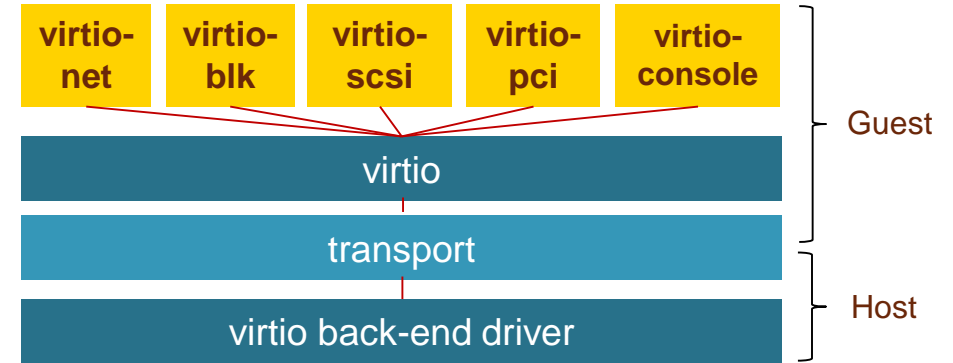 virtio-
net
virtio-
blk
virtio-
scsi
virtio-
pci
virtio-
console
Guest
virtio
transport
Host
virtio back-end driver